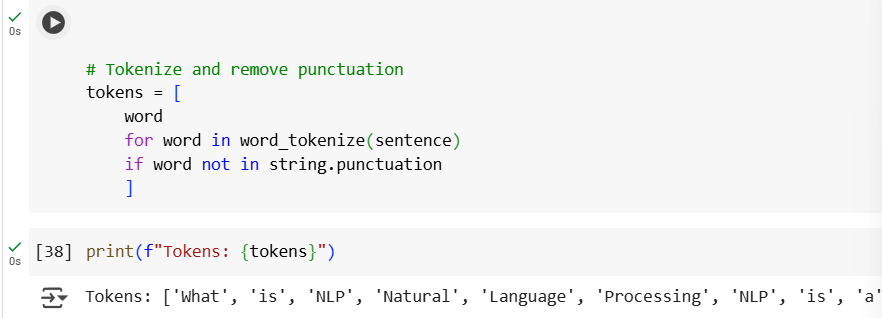 0s
# Tokenize and remove punctuation
tokens = [
    word
    for word in word_tokenize(sentence)
    if word not in string.punctuation
    ]
0s
[38] print(f"Tokens: {tokens}")
Tokens: ['What', 'is', 'NLP', 'Natural', 'Language', 'Processing', 'NLP', 'is', 'a'